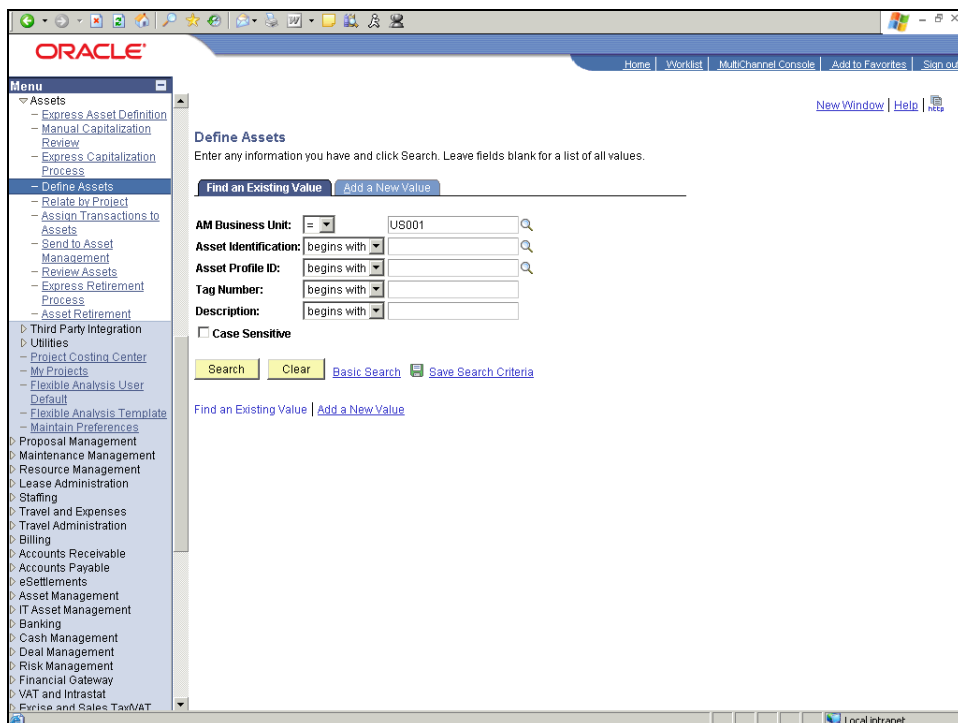 ORACLE
Home | Worklist | MultiChannel Console | Add to Favorites | Sign out
Menu
Assets
Express Asset Definition
Manual Capitalization
Review
Express Capitalization
Process
Define Assets
Relate by Project
Assign Transactions to
Assets
Send to Asset
Management
Review Assets
Express Retirement
Process
Asset Retirement
Third Party Integration
Utilities
Project Costing Center
My Projects
Flexible Analysis User
Default
Flexible Analysis Template
Maintain Preferences
Proposal Management
Maintenance Management
Resource Management
Lease Administration
Staffing
Travel and Expenses
Travel Administration
Billing
Accounts Receivable
Accounts Payable
eSettlements
Asset Management
IT Asset Management
Banking
Cash Management
Deal Management
Risk Management
Financial Gateway
VAT and Intrastat
Excise and Sales Tax/VAT
New Window | Help | http
Define Assets
Enter any information you have and click Search. Leave fields blank for a list of all values.
Find an Existing Value Add a New Value
AM Business Unit: = US001
Asset Identification: begins with
Asset Profile ID: begins with
Tag Number: begins with
Description: begins with
Case Sensitive
Search Clear Basic Search Save Search Criteria
Find an Existing Value | Add a New Value
Local intranet